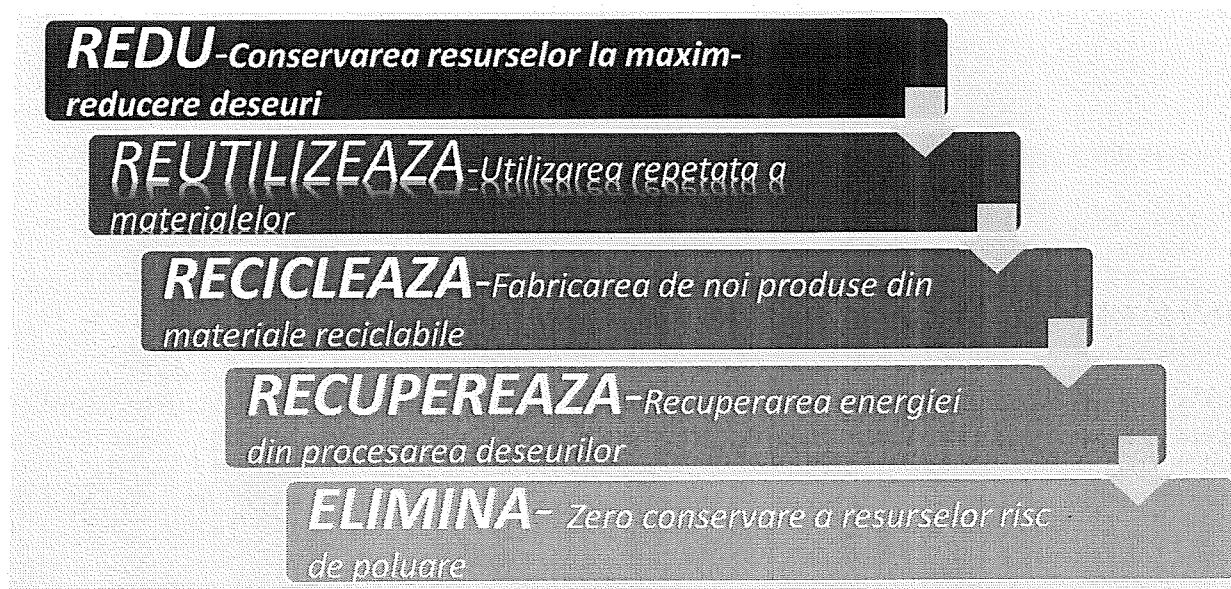 REDU-Conservarea resurselor la maxim-
reducere deseuri
REUTILIZEAZA-Utilizarea repetata a
materialelor
RECICLEAZA-Fabricarea de noi produse din
materiale reciclabile
RECUPEREAZA-Recuperarea energiei
din procesarea deseurilor
ELIMINA- Zero conservare a resurselor risc
de poluare